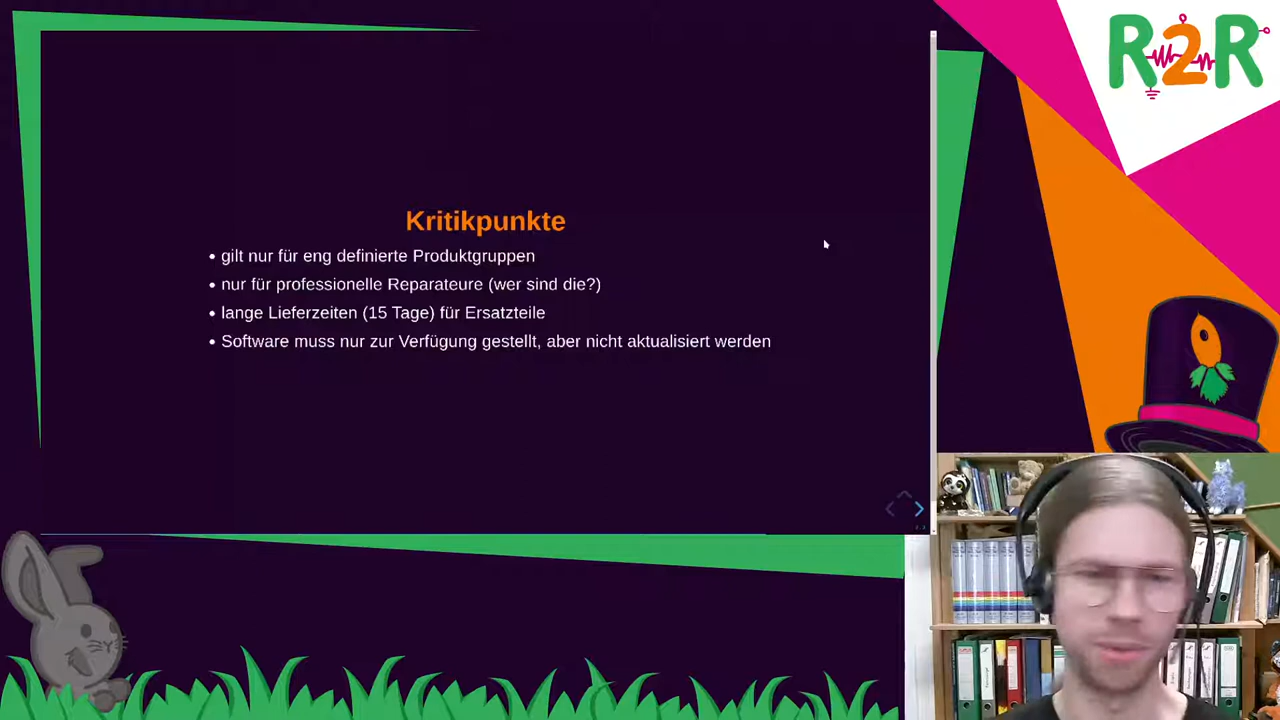 R2R
Kritikpunkte
• gilt nur für eng definierte Produktgruppen
• nur für professionelle Reparateure (wer sind die?)
• lange Lieferzeiten (15 Tage) für Ersatzteile
• Software muss nur zur Verfügung gestellt, aber nicht aktualisiert werden